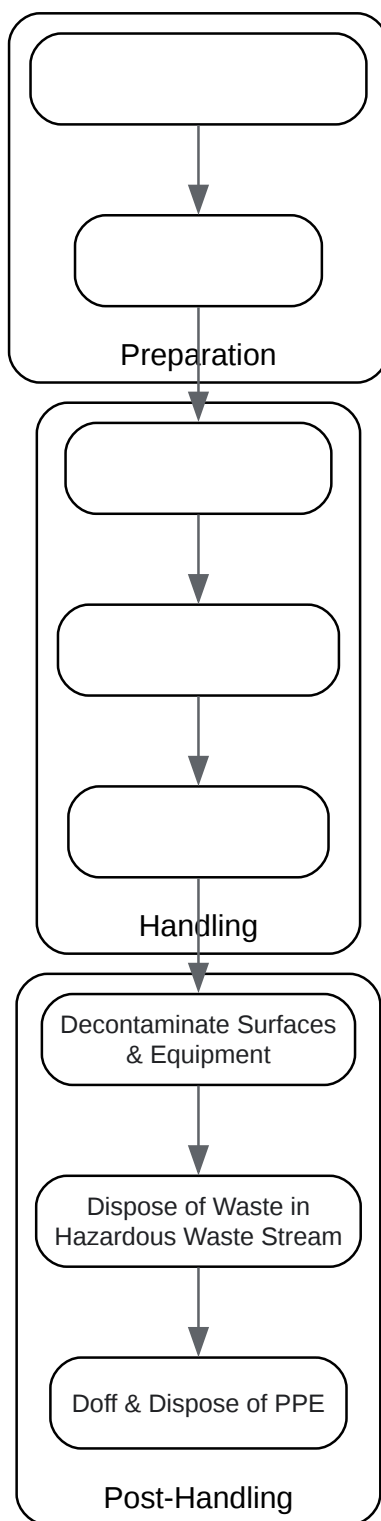 Preparation
Handling
Decontaminate Surfaces
& Equipment
Dispose of Waste in
Hazardous Waste Stream
Doff & Dispose of PPE
Post-Handling